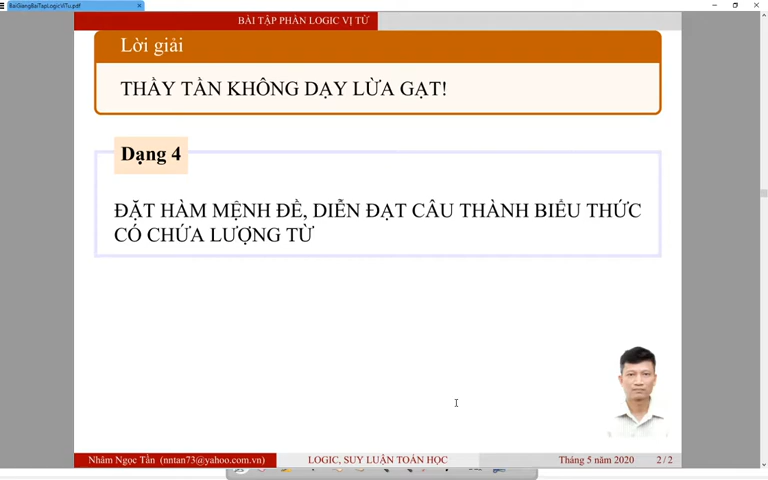 BaiGiangBaiTapLogicVTu.pdf
BÀI TẬP PHẦN LOGIC VỊ TỪ
Lời giải
THẦY TẦN KHÔNG DẠY LỪA GẠT!
Dạng 4
ĐẶT HÀM MỆNH ĐỀ, DIỄN ĐẠT CÂU THÀNH BIỂU THỨC
CÓ CHỨA LƯỢNG TỪ
Nhâm Ngọc Tần (nntan73@yahoo.com.vn) LOGIC, SUY LUẬN TOÁN HỌC Tháng 5 năm 2020 2 / 2